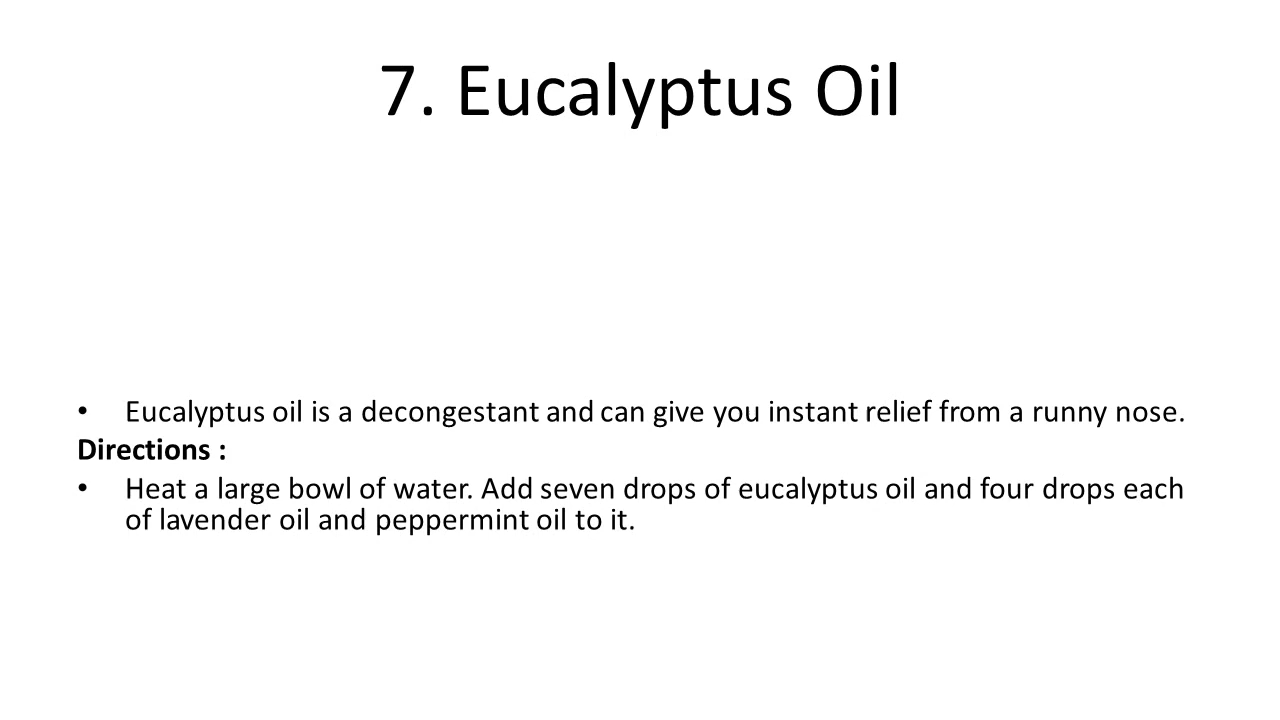 7. Eucalyptus Oil
• Eucalyptus oil is a decongestant and can give you instant relief from a runny nose.
Directions :
• Heat a large bowl of water. Add seven drops of eucalyptus oil and four drops each
of lavender oil and peppermint oil to it.